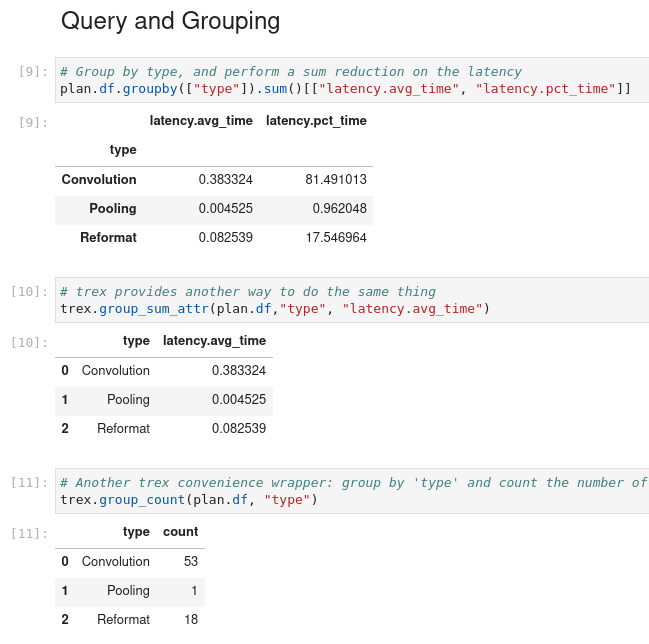 Query and Grouping
[9]: # Group by type, and perform a sum reduction on the latency
plan.df.groupby(["type"]).sum()[["latency.avg_time", "latency.pct_time"]]
[9]: latency.avg_time latency.pct_time
type
Convolution 0.383324 81.491013
Pooling 0.004525 0.962048
Reformat 0.082539 17.546964
[10]: # trex provides another way to do the same thing
trex.group_sum_attr(plan.df,"type", "latency.avg_time")
[10]: type latency.avg_time
0 Convolution 0.383324
1 Pooling 0.004525
2 Reformat 0.082539
[11]: # Another trex convenience wrapper: group by 'type' and count the number of
trex.group_count(plan.df, "type")
[11]: type count
0 Convolution 53
1 Pooling 1
2 Reformat 18